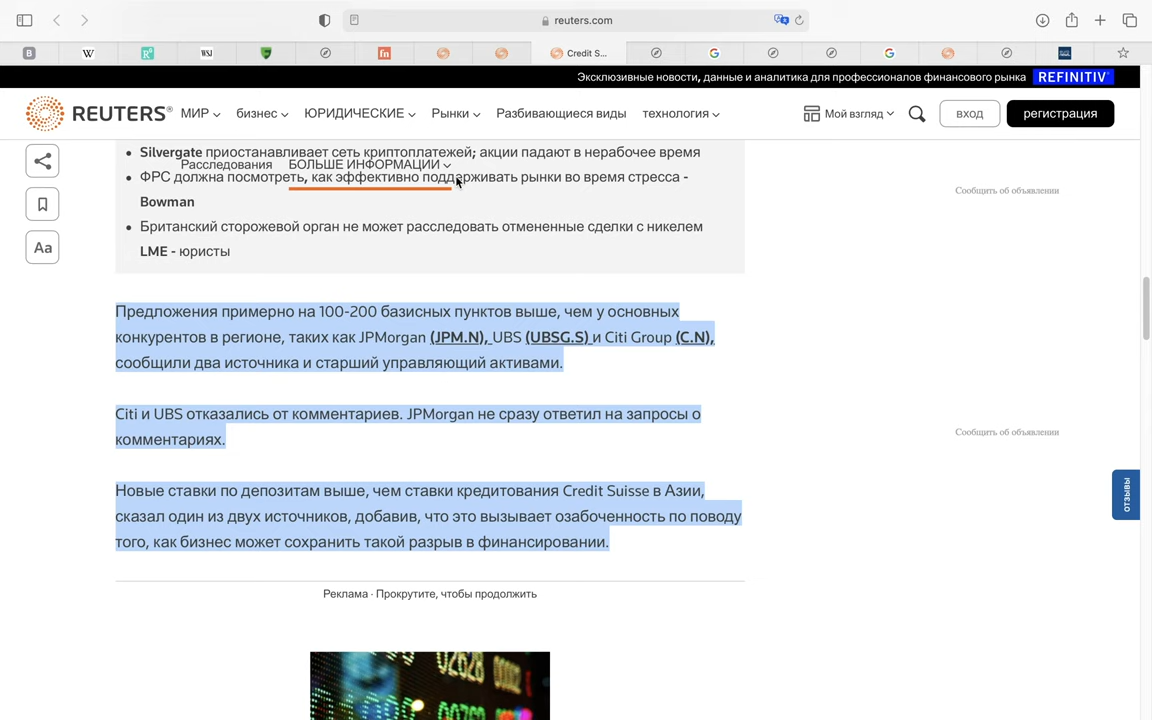 reuters.com
B
W
R
WSJ
fn
Credit S...
G
G
Эксклюзивные новости, данные и аналитика для профессионалов финансового рынка REFINITIV
REUTERS® МИР бизнес ЮРИДИЧЕСКИЕ Рынки Разбивающиеся виды технология Мой взгляд вход регистрация
Расследования БОЛЬШЕ ИНФОРМАЦИИ
Silvergate приостанавливает сеть криптоплатежей; акции падают в нерабочее время
ФРС должна посмотреть, как эффективно поддерживать рынки во время стресса -
Bowman
Британский сторожевой орган не может расследовать отмененные сделки с никелем
LME - юристы
Aa
Предложения примерно на 100-200 базисных пунктов выше, чем у основных
конкурентов в регионе, таких как JPMorgan (JPM.N), UBS (UBSG.S) и Citi Group (C.N),
сообщили два источника и старший управляющий активами.
Citi и UBS отказались от комментариев. JPMorgan не сразу ответил на запросы о
комментариях.
Новые ставки по депозитам выше, чем ставки кредитования Credit Suisse в Азии,
сказал один из двух источников, добавив, что это вызывает озабоченность по поводу
того, как бизнес может сохранить такой разрыв в финансировании.
Реклама · Прокрутите, чтобы продолжить
Сообщить об объявлении
Сообщить об объявлении
отзывы